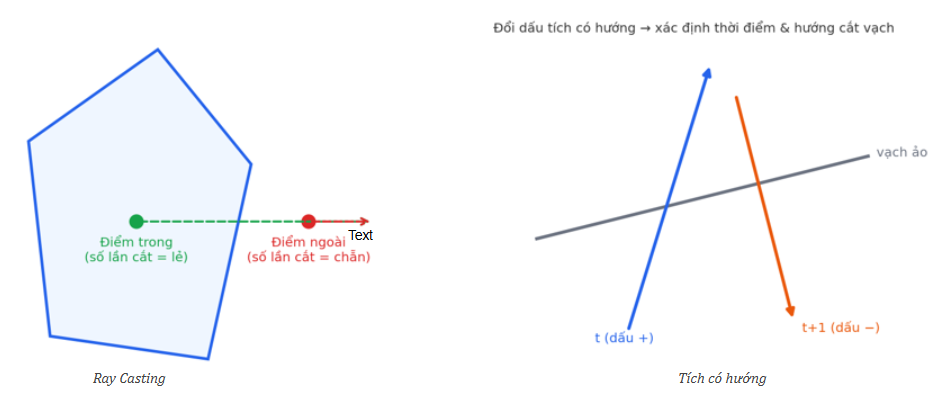 Đổi dấu tích có hướng → xác định thời điểm & hướng cắt vạch
vạch ảo
Text
Điểm trong
(số lần cắt = lẻ)
Điểm ngoài
(số lần cắt = chẵn)
t (dấu +)
t+1 (dấu −)
Ray Casting
Tích có hướng